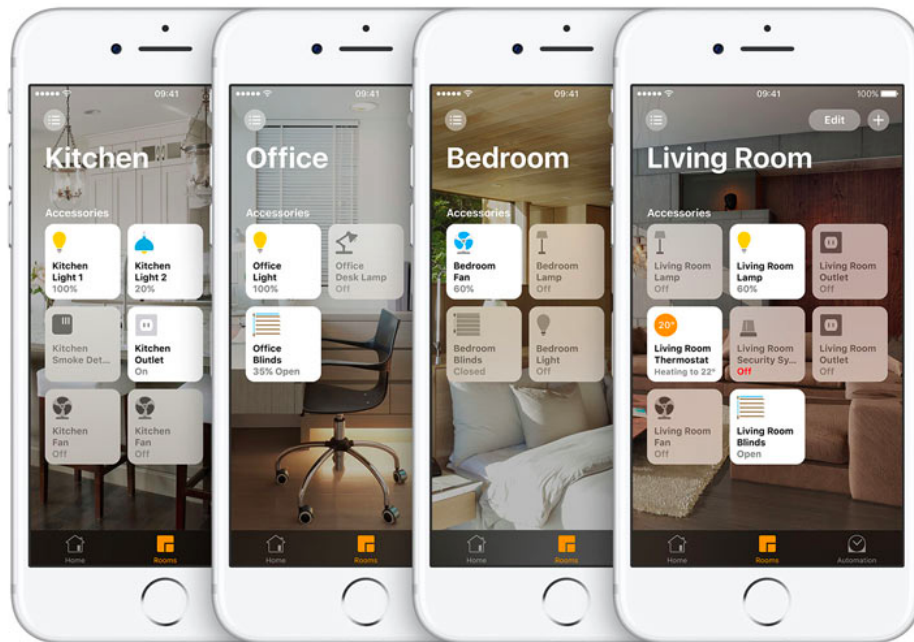 09:41
Kitchen
Accessories
Kitchen
Light 1
100%
Kitchen
Light 2
20%
Kitchen
Smoke Det...
Kitchen
Outlet
On
Kitchen
Fan
Off
Kitchen
Fan
Off
Home
Rooms
09:41
Office
Accessories
Office
Light
100%
Office
Desk Lamp
Off
Office
Blinds
35% Open
Home
Rooms
09:41
Bedroom
Accessories
Bedroom
Fan
60%
Bedroom
Lamp
Off
Bedroom
Blinds
Closed
Bedroom
Light
Off
Home
Rooms
09:41
100%
Edit
Living Room
Accessories
Living Room
Lamp
Off
Living Room
Lamp
60%
Living Room
Outlet
Off
20°
Living Room
Thermostat
Heating to 22°
Living Room
Security Sy...
Off
Living Room
Outlet
Off
Living Room
Fan
Off
Living Room
Blinds
Open
Home
Rooms
Automation